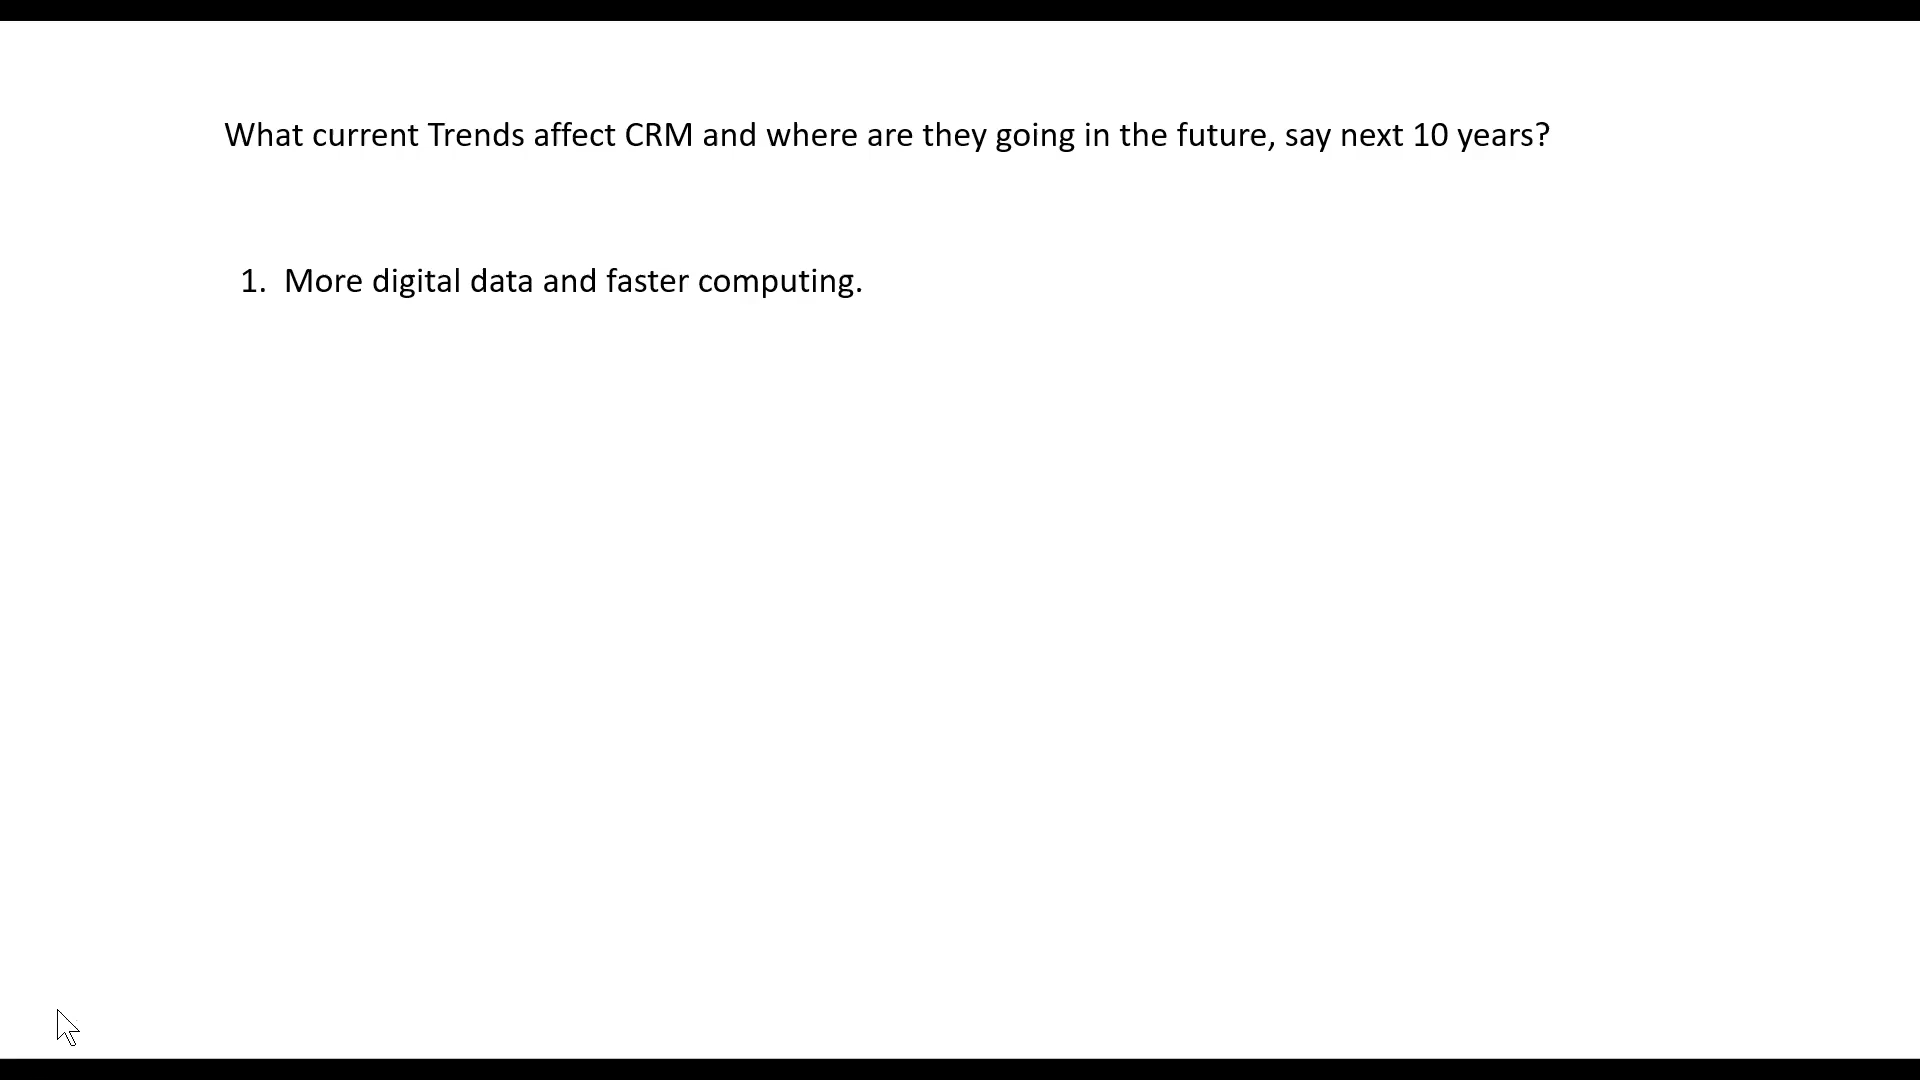 What current Trends affect CRM and where are they going in the future, say next 10 years?
1. More digital data and faster computing.